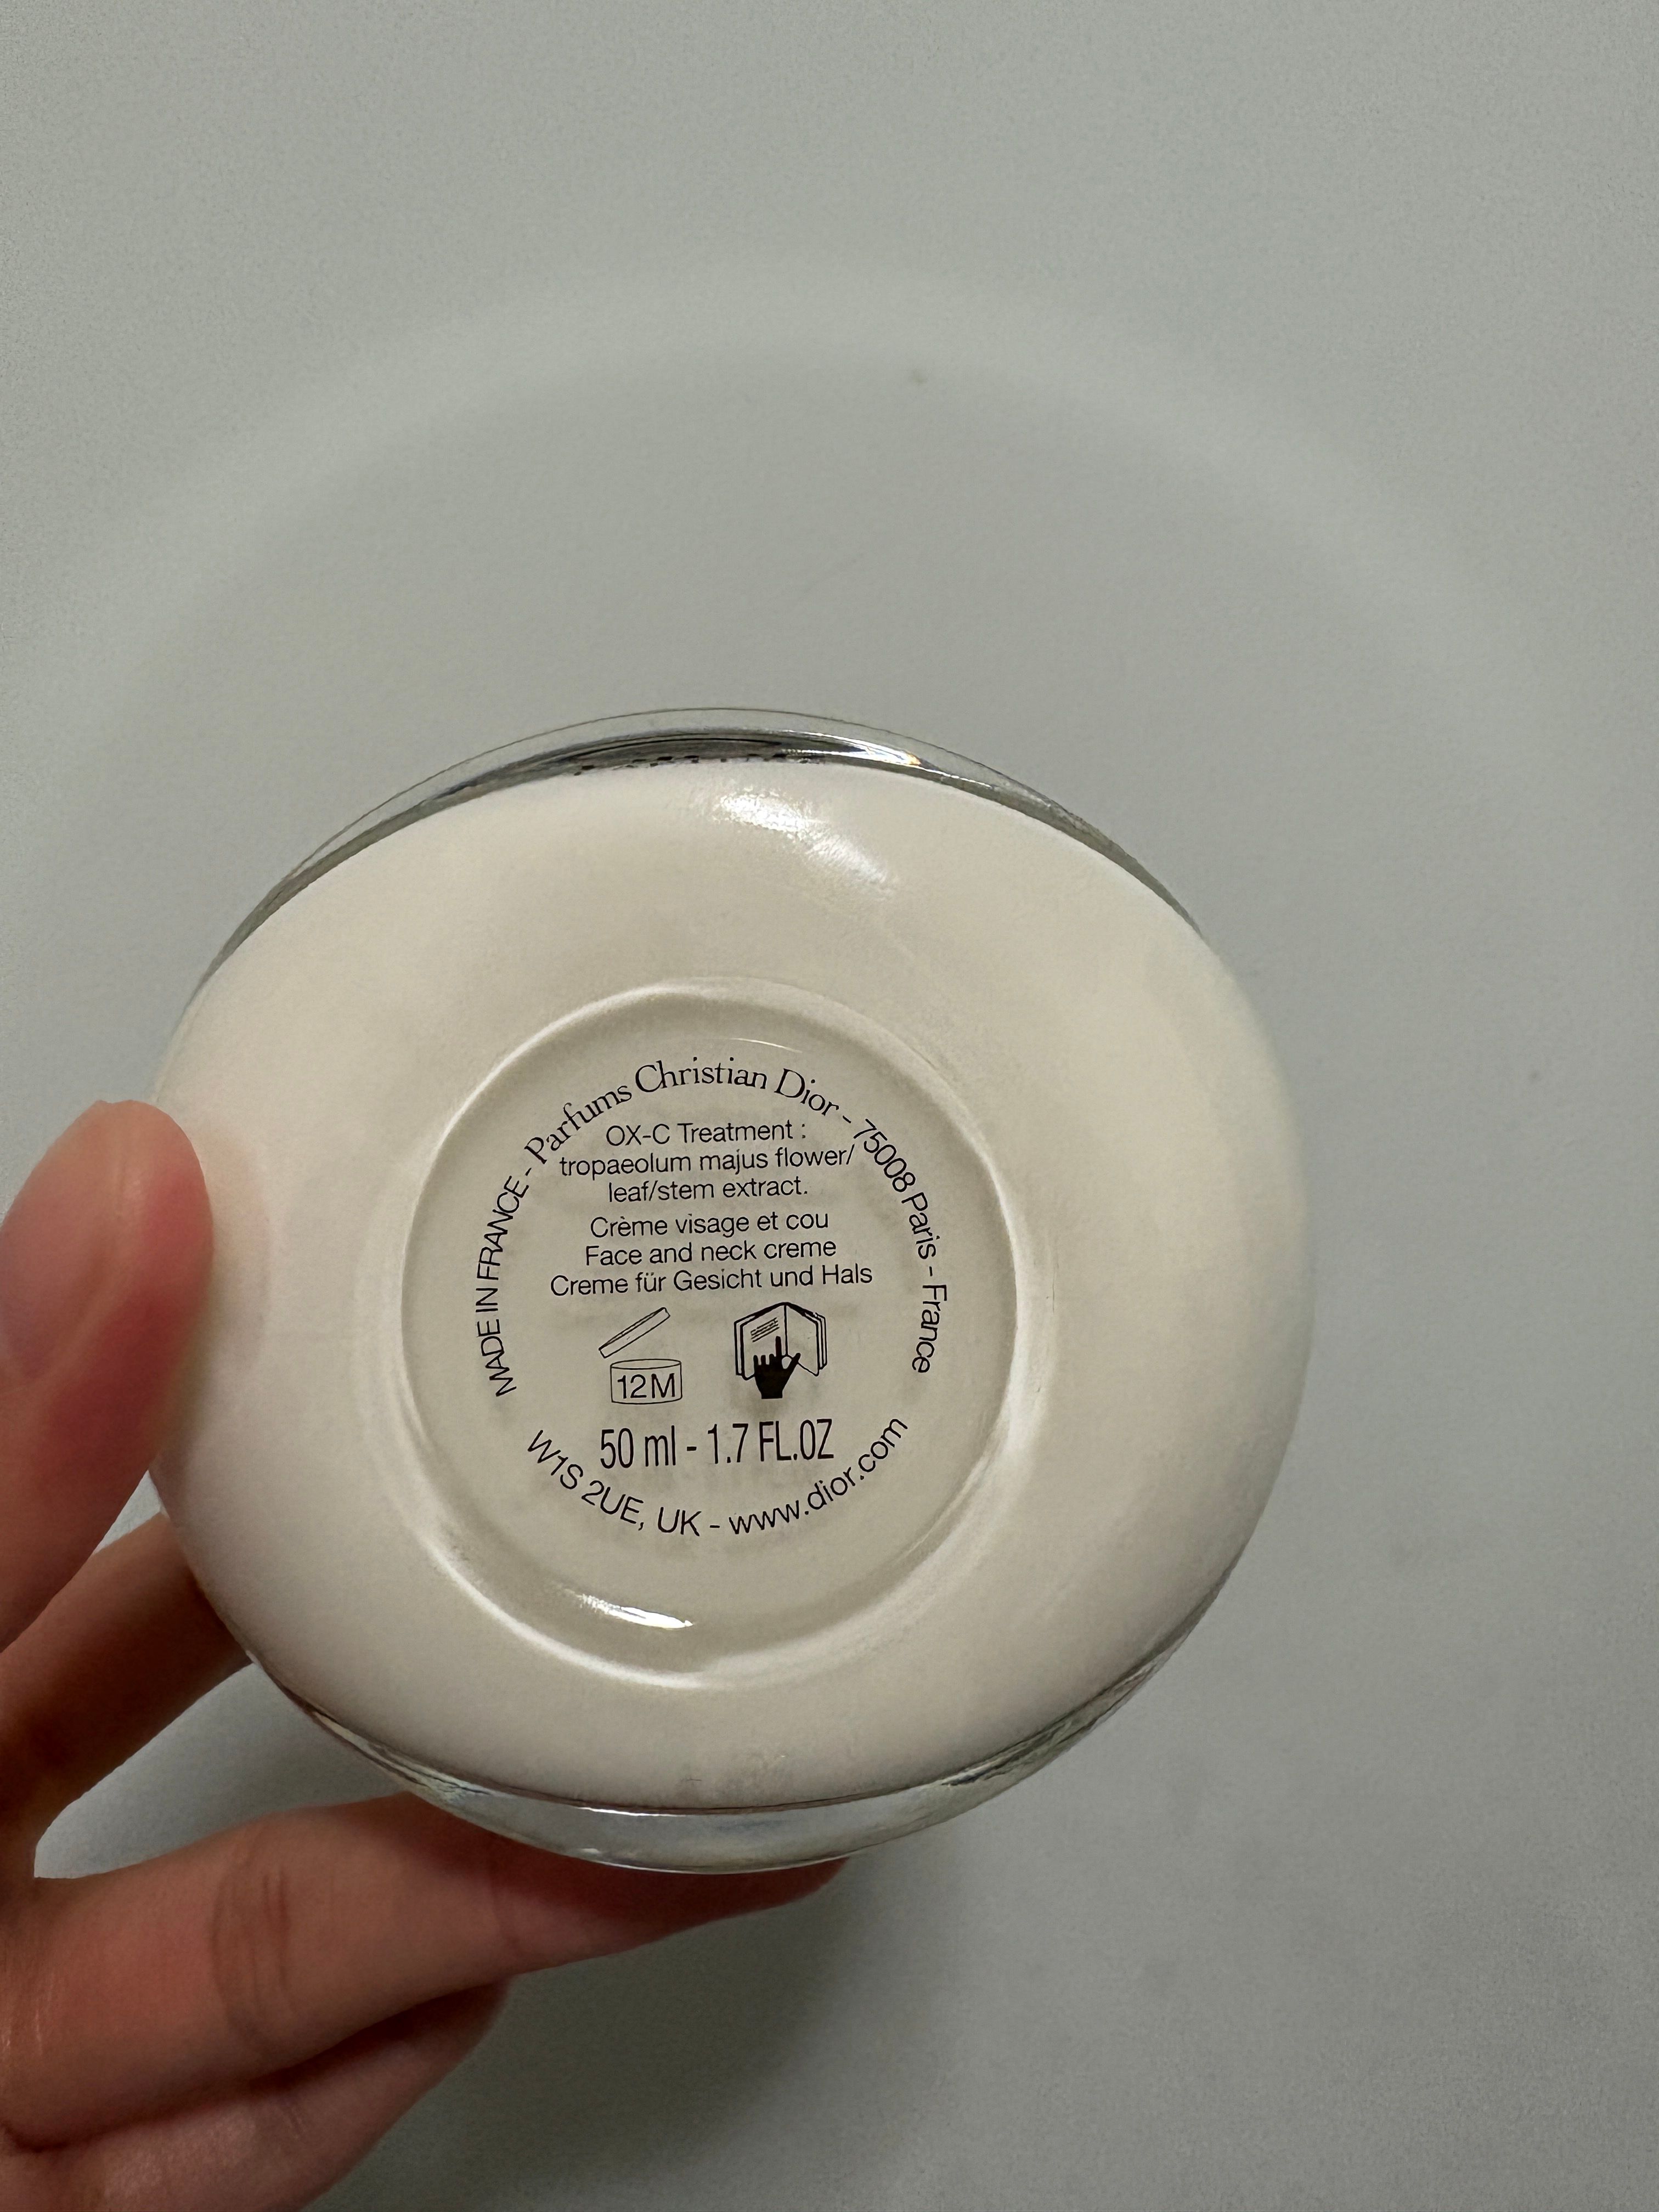 MADE IN FRANCE - Parfums Christian Dior - 75008 Paris - France
OX-C Treatment :
tropaeolum majus flower/
leaf/stem extract.
Crème visage et cou
Face and neck creme
Creme für Gesicht und Hals
12M
50 ml - 1.7 FL.OZ
W1S 2UE, UK - www.dior.com